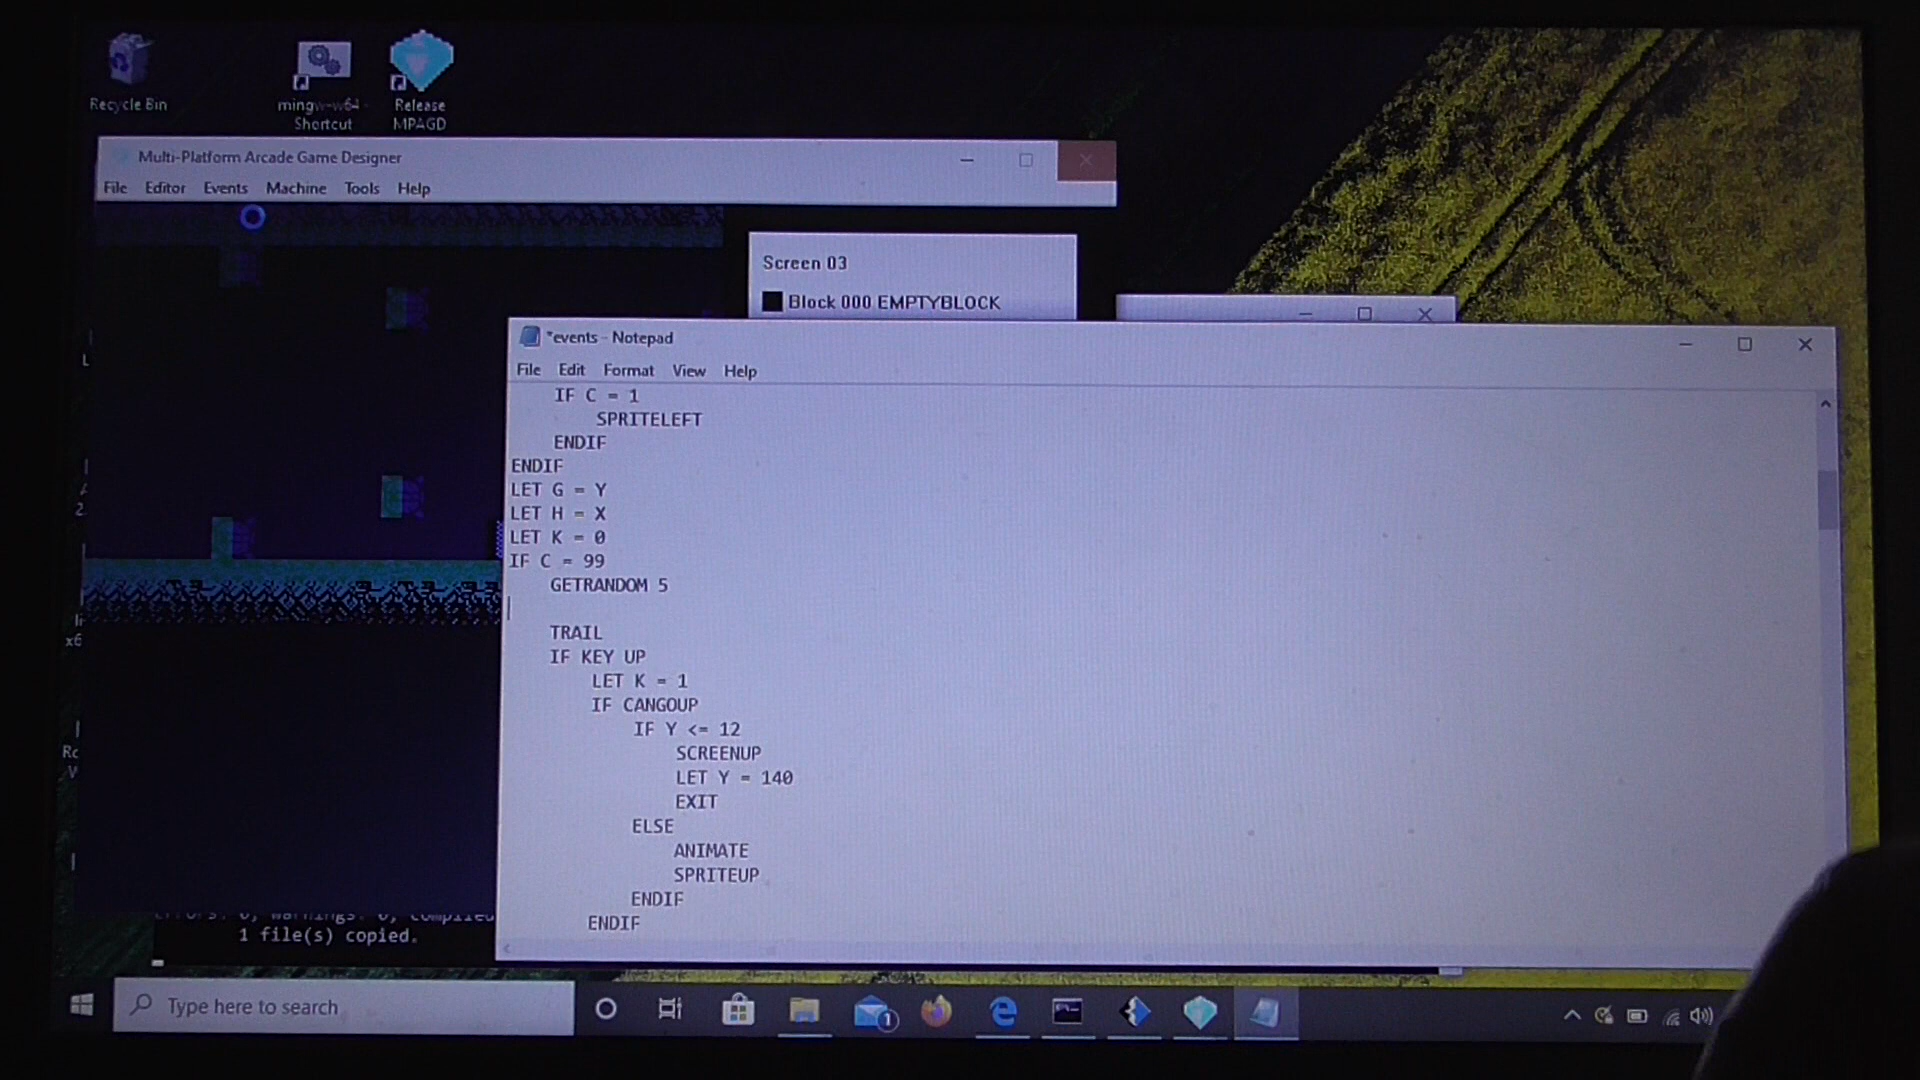 Recycle Bin
mingw-w64 -
Shortcut
Release
MPAGD
Multi-Platform Arcade Game Designer
File Editor Events Machine Tools Help
Screen 03
Block 000 EMPTYBLOCK
*events - Notepad
File Edit Format View Help
IF C = 1
SPRITELEFT
ENDIF
ENDIF
LET G = Y
LET H = X
LET K = 0
IF C = 99
GETRANDOM 5
TRAIL
IF KEY UP
LET K = 1
IF CANGOUP
IF Y <= 12
SCREENUP
LET Y = 140
EXIT
ELSE
ANIMATE
SPRITEUP
ENDIF
ENDIF
1 file(s) copied.
Type here to search
1